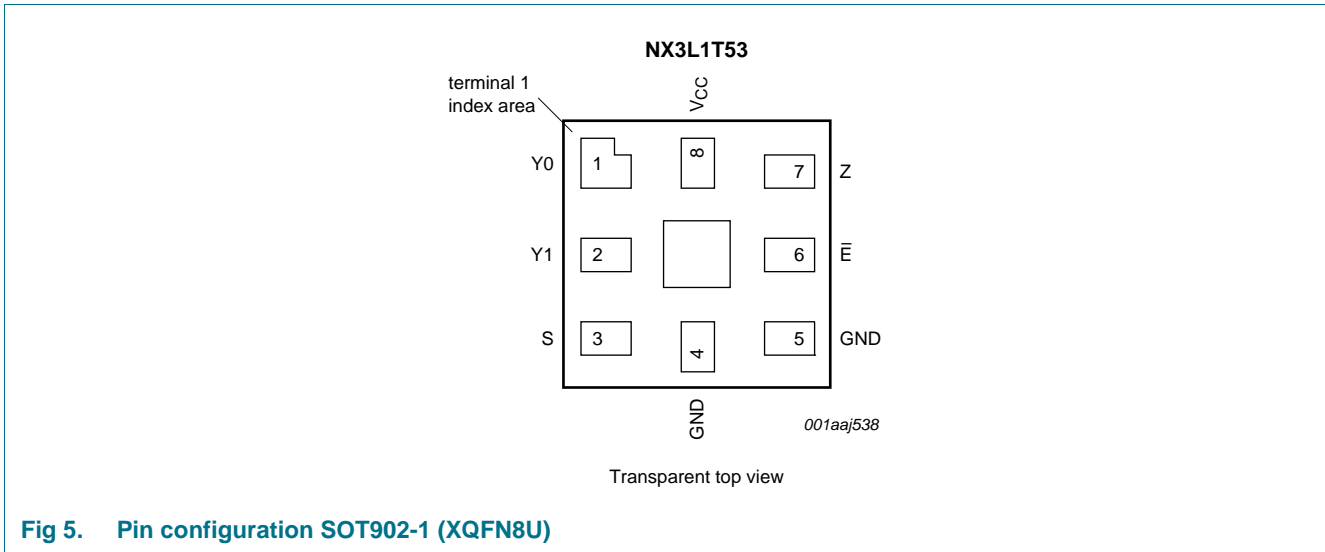 NX3L1T53
terminal 1
index area
VCC
Y0
1
8
7
Z
Y1
2
6
E̅
S
3
4
5
GND
GND
001aaj538
Transparent top view
Fig 5. Pin configuration SOT902-1 (XQFN8U)